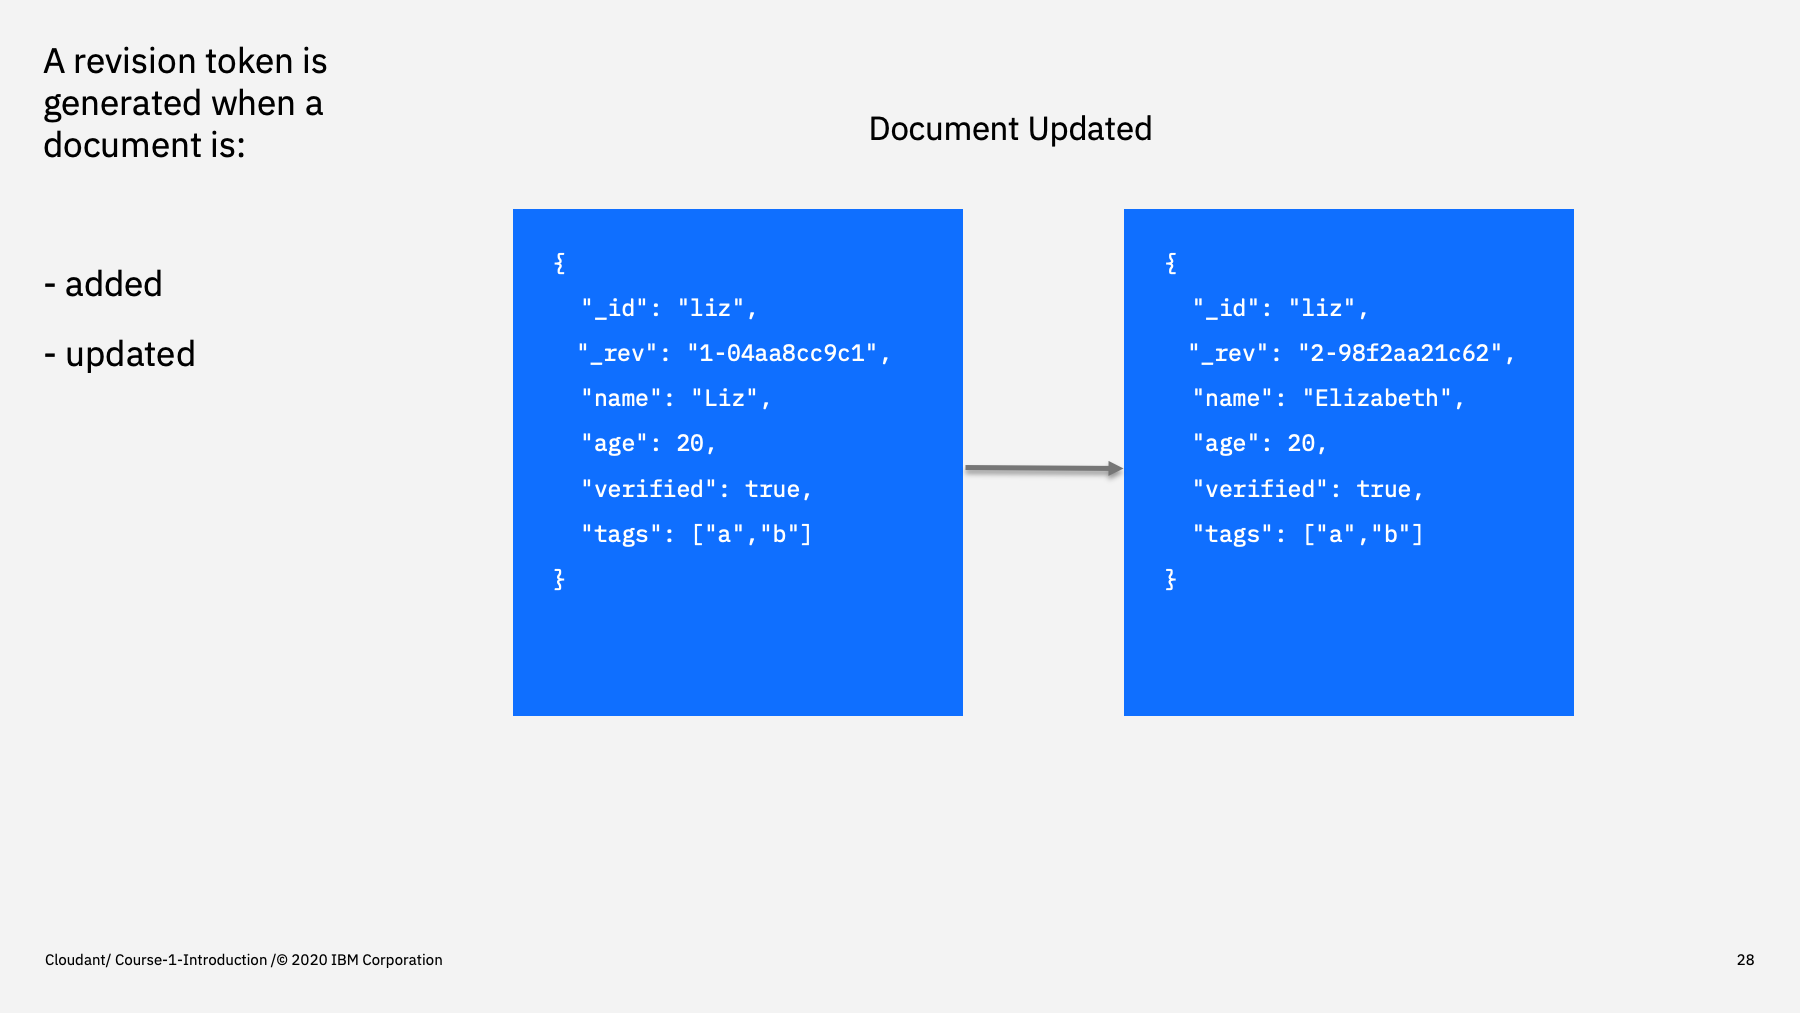 A revision token is
generated when a
document is:
- added
- updated
Document Updated
{
"_id": "liz",
"_rev": "1-04aa8cc9c1",
"name": "Liz",
"age": 20,
"verified": true,
"tags": ["a","b"]
}
{
"_id": "liz",
"_rev": "2-98f2aa21c62",
"name": "Elizabeth",
"age": 20,
"verified": true,
"tags": ["a","b"]
}
Cloudant/ Course-1-Introduction /© 2020 IBM Corporation
28